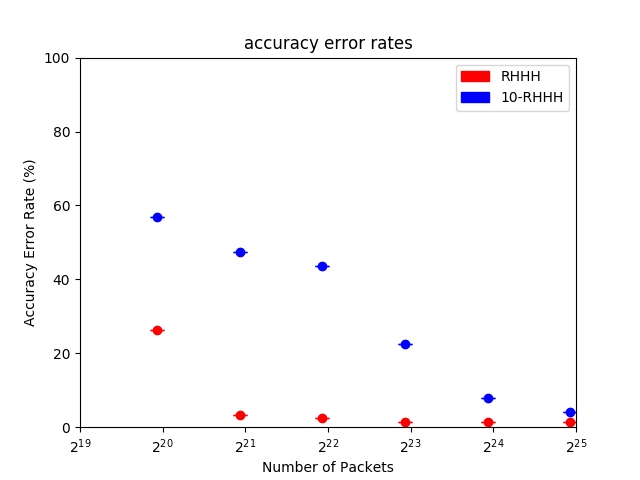 accuracy error rates
100
80
60
40
20
0
Accuracy Error Rate (%)
RHHH
10-RHHH
2^19 2^20 2^21 2^22 2^23 2^24 2^25
Number of Packets